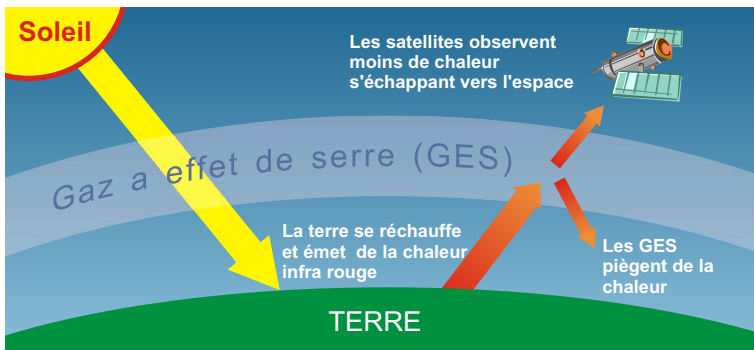 Soleil
Les satellites observent
moins de chaleur
s'échappant vers l'espace
Gaz a effet de serre (GES)
La terre se réchauffe
et émet de la chaleur
infra rouge
Les GES
piègent de la
chaleur
TERRE